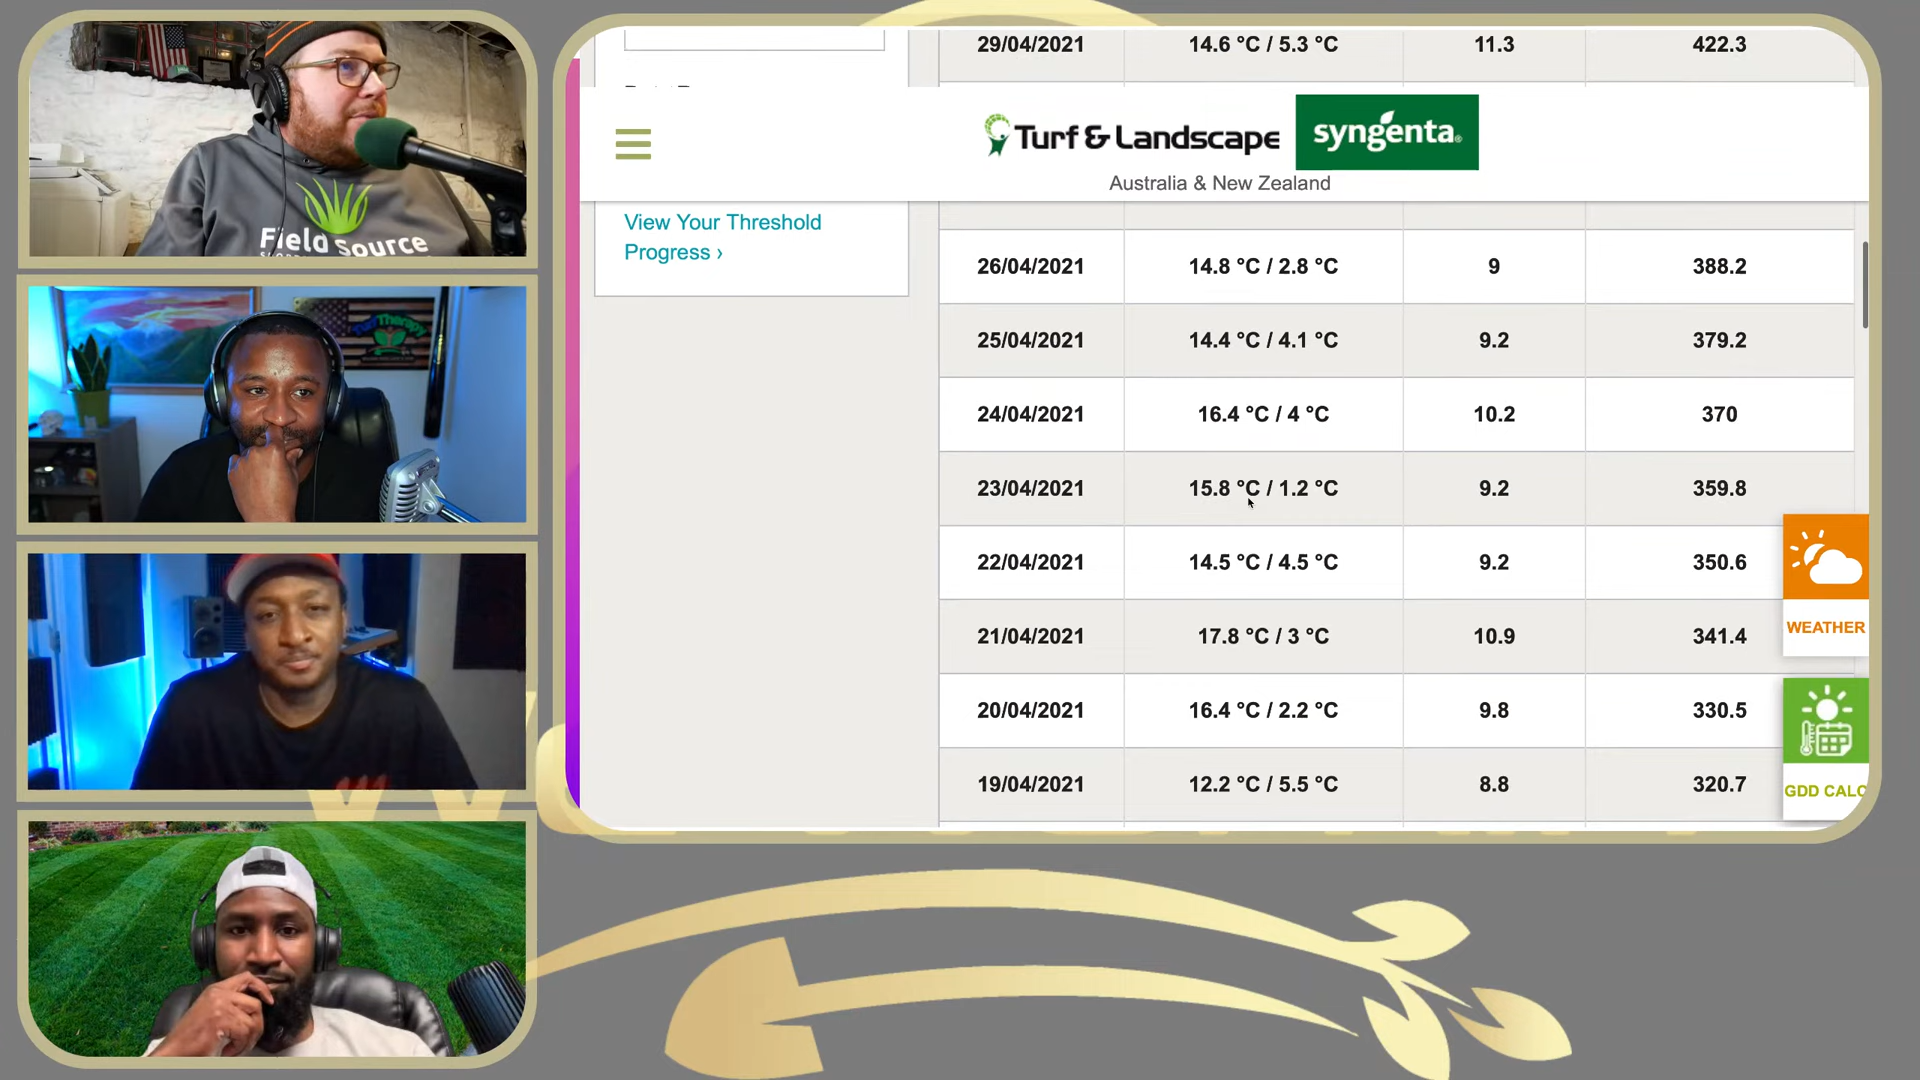 Field Source
TurfTherapy
29/04/2021 14.6 °C / 5.3 °C 11.3 422.3
Turf & Landscape syngenta
Australia & New Zealand
View Your Threshold
Progress ›
26/04/2021 14.8 °C / 2.8 °C 9 388.2
25/04/2021 14.4 °C / 4.1 °C 9.2 379.2
24/04/2021 16.4 °C / 4 °C 10.2 370
23/04/2021 15.8 °C / 1.2 °C 9.2 359.8
22/04/2021 14.5 °C / 4.5 °C 9.2 350.6
21/04/2021 17.8 °C / 3 °C 10.9 341.4
20/04/2021 16.4 °C / 2.2 °C 9.8 330.5
19/04/2021 12.2 °C / 5.5 °C 8.8 320.7
WEATHER
GDD CALC